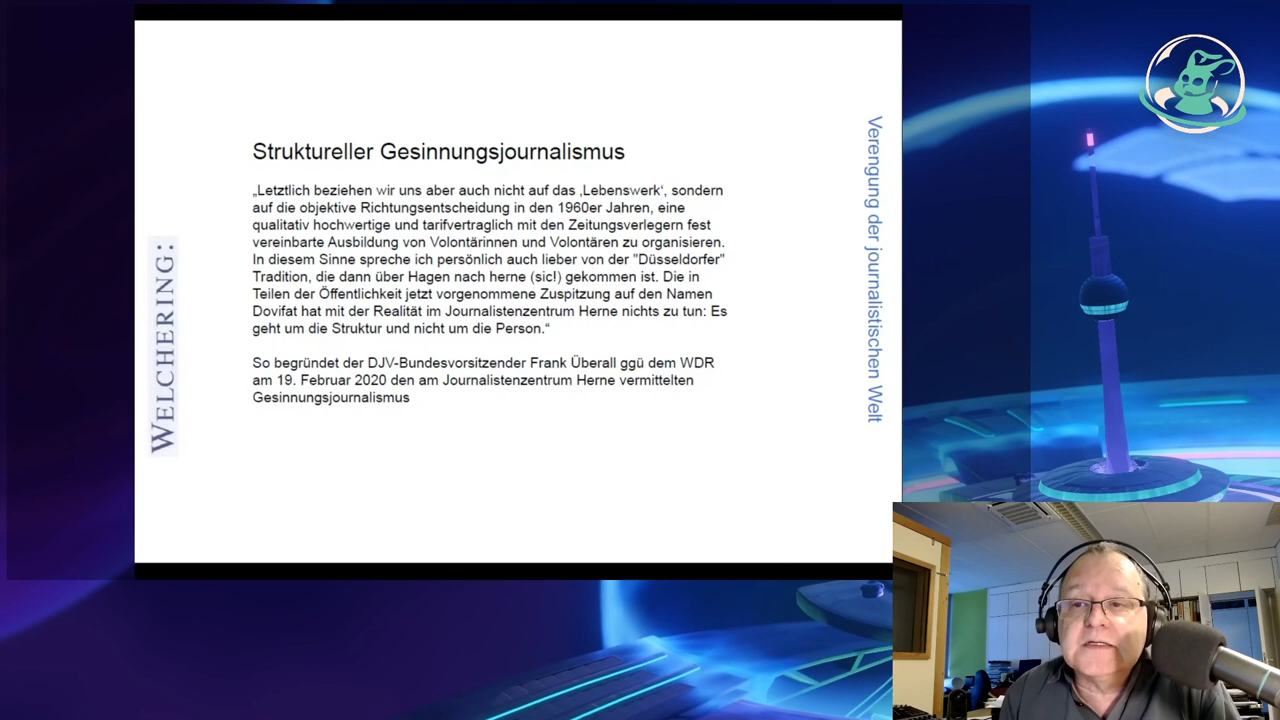 Struktureller Gesinnungsjournalismus
„Letztlich beziehen wir uns aber auch nicht auf das ‚Lebenswerk‘, sondern
auf die objektive Richtungsentscheidung in den 1960er Jahren, eine
qualitativ hochwertige und tarifvertraglich mit den Zeitungsverlegern fest
vereinbarte Ausbildung von Volontärinnen und Volontären zu organisieren.
In diesem Sinne spreche ich persönlich auch lieber von der "Düsseldorfer"
Tradition, die dann über Hagen nach herne (sic!) gekommen ist. Die in
Teilen der Öffentlichkeit jetzt vorgenommene Zuspitzung auf den Namen
Dovifat hat mit der Realität im Journalistenzentrum Herne nichts zu tun: Es
geht um die Struktur und nicht um die Person.“
So begründet der DJV-Bundesvorsitzender Frank Überall ggü dem WDR
am 19. Februar 2020 den am Journalistenzentrum Herne vermittelten
Gesinnungsjournalismus
WELCHERING:
Verengung der journalistischen Welt